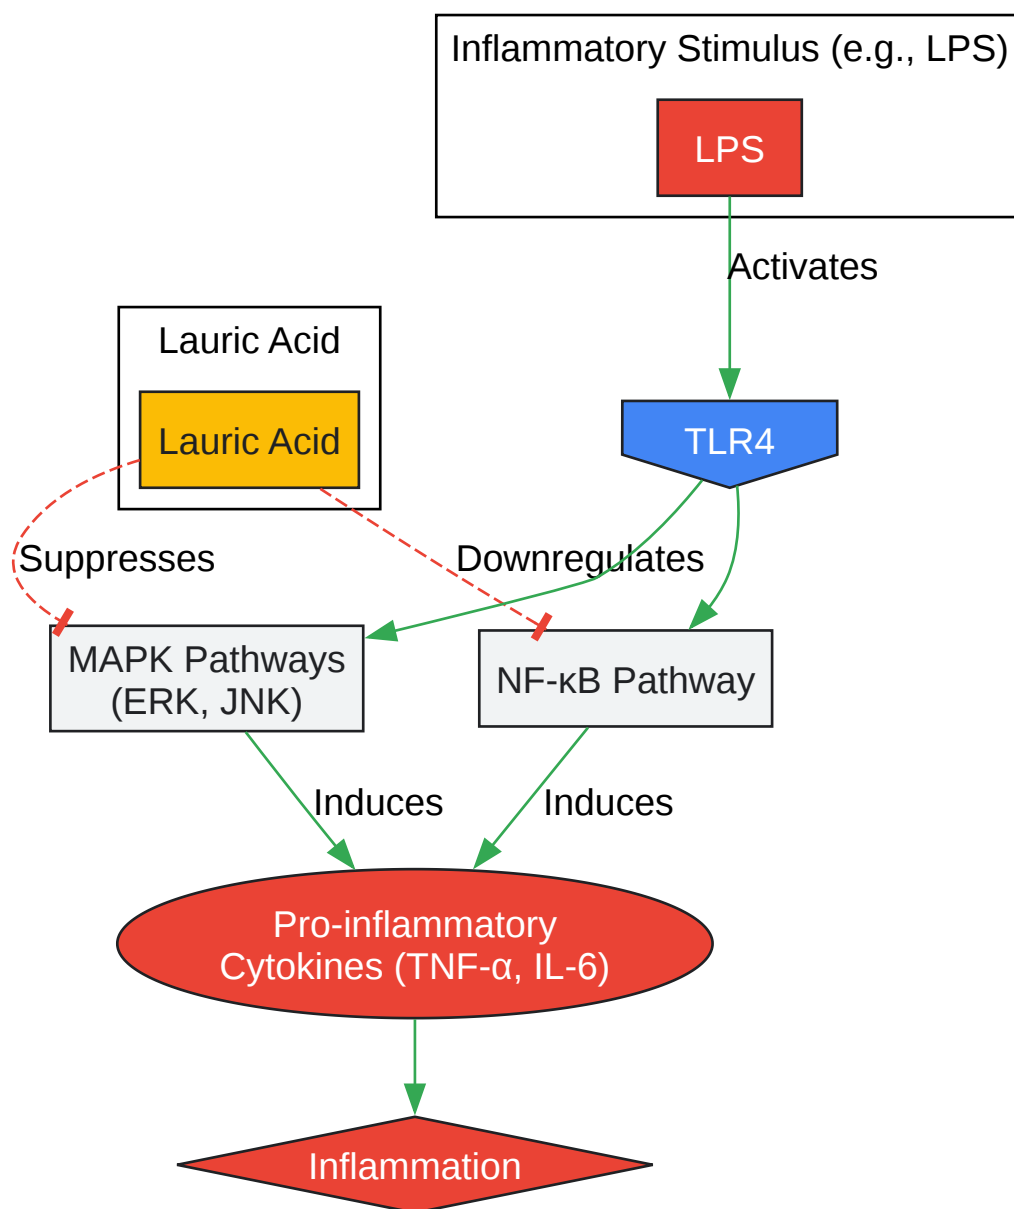 Inflammatory Stimulus (e.g., LPS)
LPS
Activates
Lauric Acid
Lauric Acid
TLR4
Suppresses
Downregulates
MAPK Pathways
(ERK, JNK)
NF-κB Pathway
Induces
Induces
Pro-inflammatory
Cytokines (TNF-α, IL-6)
Inflammation